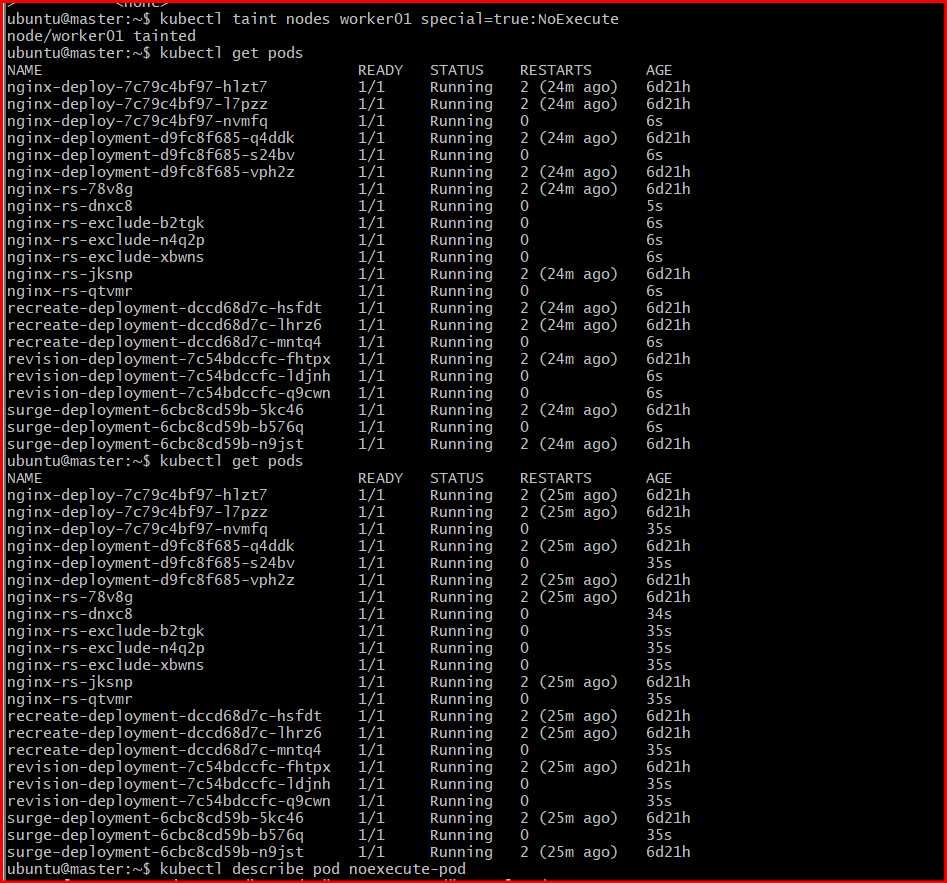 > <none>
ubuntu@master:~$ kubectl taint nodes worker01 special=true:NoExecute
node/worker01 tainted
ubuntu@master:~$ kubectl get pods
NAME READY STATUS RESTARTS AGE
nginx-deploy-7c79c4bf97-hlzt7 1/1 Running 2 (24m ago) 6d21h
nginx-deploy-7c79c4bf97-l7pzz 1/1 Running 2 (24m ago) 6d21h
nginx-deploy-7c79c4bf97-nvmfq 1/1 Running 0 6s
nginx-deployment-d9fc8f685-q4ddk 1/1 Running 2 (24m ago) 6d21h
nginx-deployment-d9fc8f685-s24bv 1/1 Running 0 6s
nginx-deployment-d9fc8f685-vph2z 1/1 Running 2 (24m ago) 6d21h
nginx-rs-78v8g 1/1 Running 2 (24m ago) 6d21h
nginx-rs-dnxc8 1/1 Running 0 5s
nginx-rs-exclude-b2tgk 1/1 Running 0 6s
nginx-rs-exclude-n4q2p 1/1 Running 0 6s
nginx-rs-exclude-xbwns 1/1 Running 0 6s
nginx-rs-jksnp 1/1 Running 2 (24m ago) 6d21h
nginx-rs-qtvmr 1/1 Running 0 6s
recreate-deployment-dccd68d7c-hsfdt 1/1 Running 2 (24m ago) 6d21h
recreate-deployment-dccd68d7c-lhrz6 1/1 Running 2 (24m ago) 6d21h
recreate-deployment-dccd68d7c-mntq4 1/1 Running 0 6s
revision-deployment-7c54bdccfc-fhtpx 1/1 Running 2 (24m ago) 6d21h
revision-deployment-7c54bdccfc-ldjnh 1/1 Running 0 6s
revision-deployment-7c54bdccfc-q9cwn 1/1 Running 0 6s
surge-deployment-6cbc8cd59b-5kc46 1/1 Running 2 (24m ago) 6d21h
surge-deployment-6cbc8cd59b-b576q 1/1 Running 0 6s
surge-deployment-6cbc8cd59b-n9jst 1/1 Running 2 (24m ago) 6d21h
ubuntu@master:~$ kubectl get pods
NAME READY STATUS RESTARTS AGE
nginx-deploy-7c79c4bf97-hlzt7 1/1 Running 2 (25m ago) 6d21h
nginx-deploy-7c79c4bf97-l7pzz 1/1 Running 2 (25m ago) 6d21h
nginx-deploy-7c79c4bf97-nvmfq 1/1 Running 0 35s
nginx-deployment-d9fc8f685-q4ddk 1/1 Running 2 (25m ago) 6d21h
nginx-deployment-d9fc8f685-s24bv 1/1 Running 0 35s
nginx-deployment-d9fc8f685-vph2z 1/1 Running 2 (25m ago) 6d21h
nginx-rs-78v8g 1/1 Running 2 (25m ago) 6d21h
nginx-rs-dnxc8 1/1 Running 0 34s
nginx-rs-exclude-b2tgk 1/1 Running 0 35s
nginx-rs-exclude-n4q2p 1/1 Running 0 35s
nginx-rs-exclude-xbwns 1/1 Running 0 35s
nginx-rs-jksnp 1/1 Running 2 (25m ago) 6d21h
nginx-rs-qtvmr 1/1 Running 0 35s
recreate-deployment-dccd68d7c-hsfdt 1/1 Running 2 (25m ago) 6d21h
recreate-deployment-dccd68d7c-lhrz6 1/1 Running 2 (25m ago) 6d21h
recreate-deployment-dccd68d7c-mntq4 1/1 Running 0 35s
revision-deployment-7c54bdccfc-fhtpx 1/1 Running 2 (25m ago) 6d21h
revision-deployment-7c54bdccfc-ldjnh 1/1 Running 0 35s
revision-deployment-7c54bdccfc-q9cwn 1/1 Running 0 35s
surge-deployment-6cbc8cd59b-5kc46 1/1 Running 2 (25m ago) 6d21h
surge-deployment-6cbc8cd59b-b576q 1/1 Running 0 35s
surge-deployment-6cbc8cd59b-n9jst 1/1 Running 2 (25m ago) 6d21h
ubuntu@master:~$ kubectl describe pod noexecute-pod